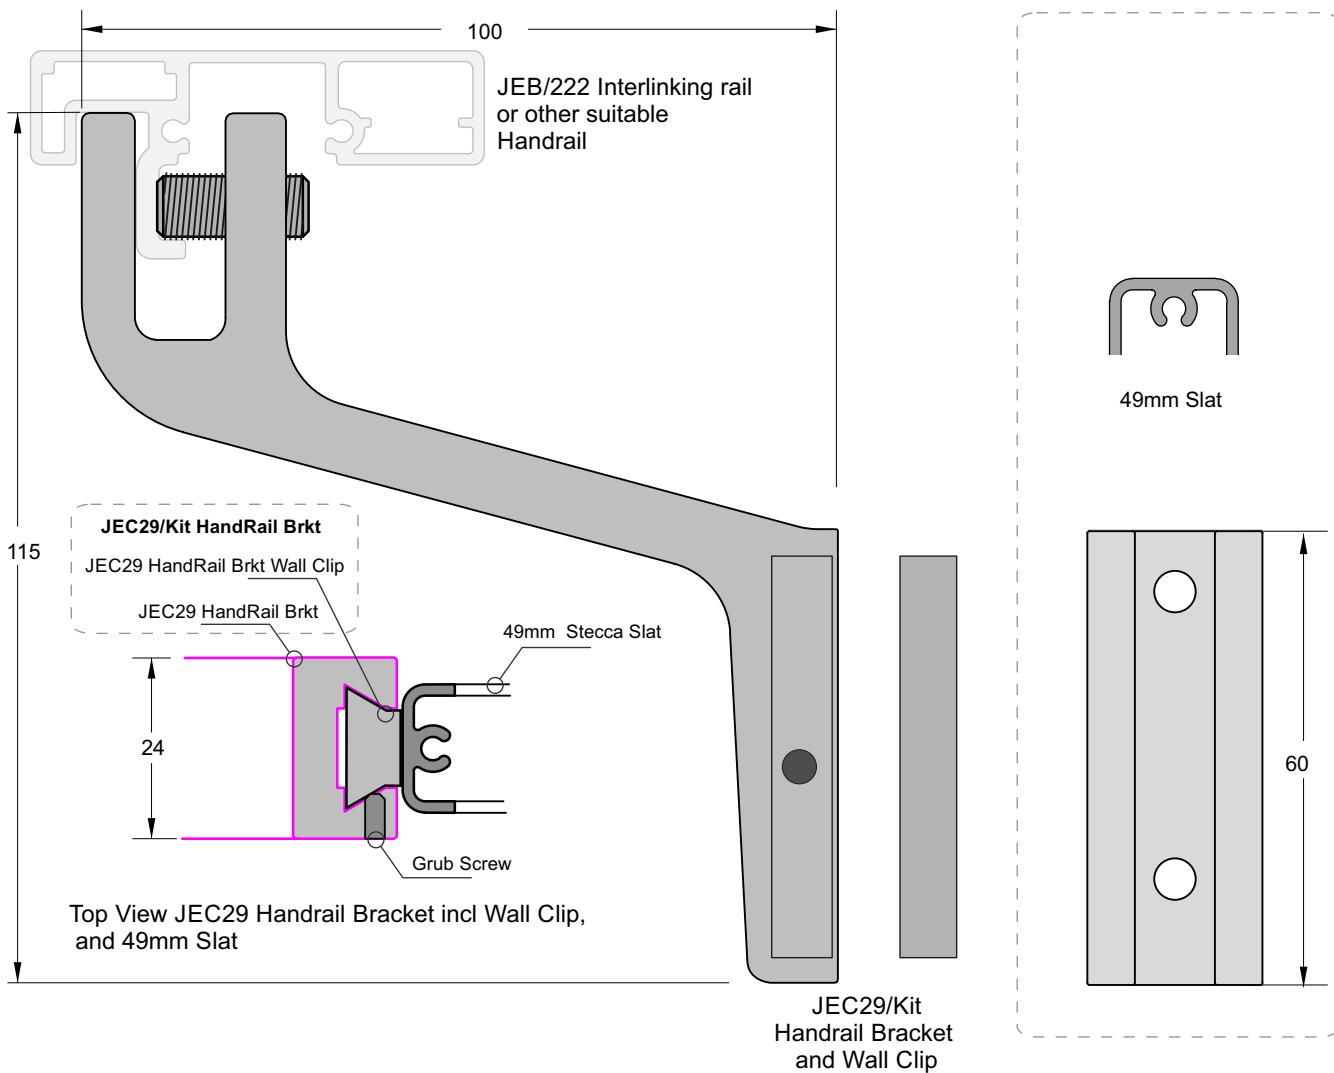 100
JEB/222 Interlinking rail
or other suitable
Handrail
49mm Slat
115
JEC29/Kit HandRail Brkt
JEC29 HandRail Brkt Wall Clip
JEC29 HandRail Brkt
49mm Stecca Slat
24
60
Grub Screw
Top View JEC29 Handrail Bracket incl Wall Clip,
and 49mm Slat
JEC29/Kit
Handrail Bracket
and Wall Clip